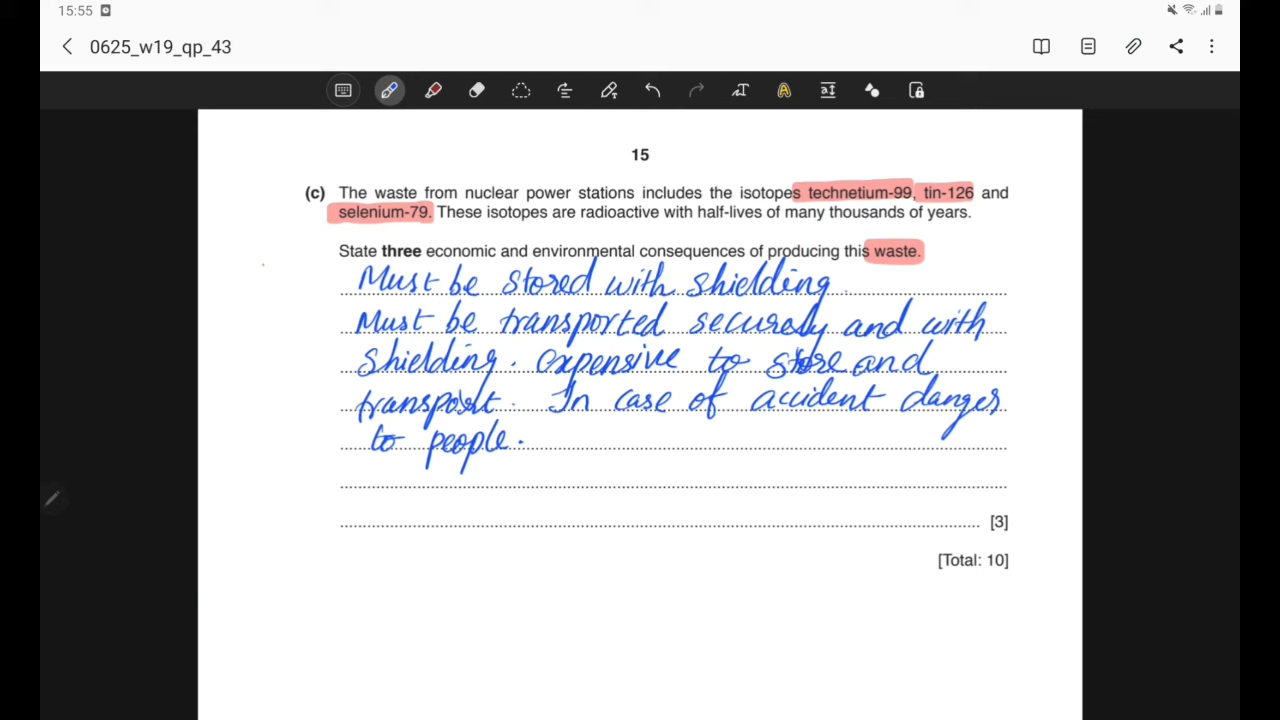 15:55
0625_w19_qp_43
15
(c) The waste from nuclear power stations includes the isotopes technetium-99, tin-126 and
selenium-79. These isotopes are radioactive with half-lives of many thousands of years.
State three economic and environmental consequences of producing this waste.
Must be stored with shielding.
Must be transported securely and with
shielding. expensive to store and
transport. In case of accident danger
to people.
[3]
[Total: 10]